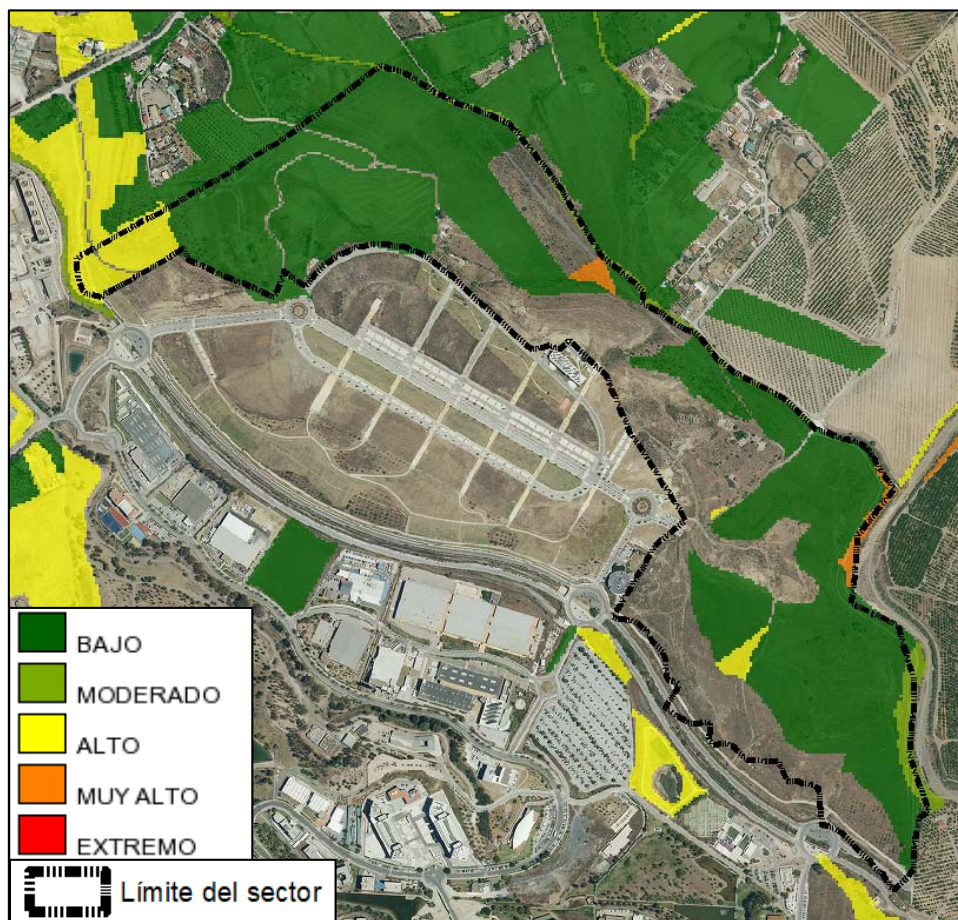 BAJO
MODERADO
ALTO
MUY ALTO
EXTREMO
Límite del sector